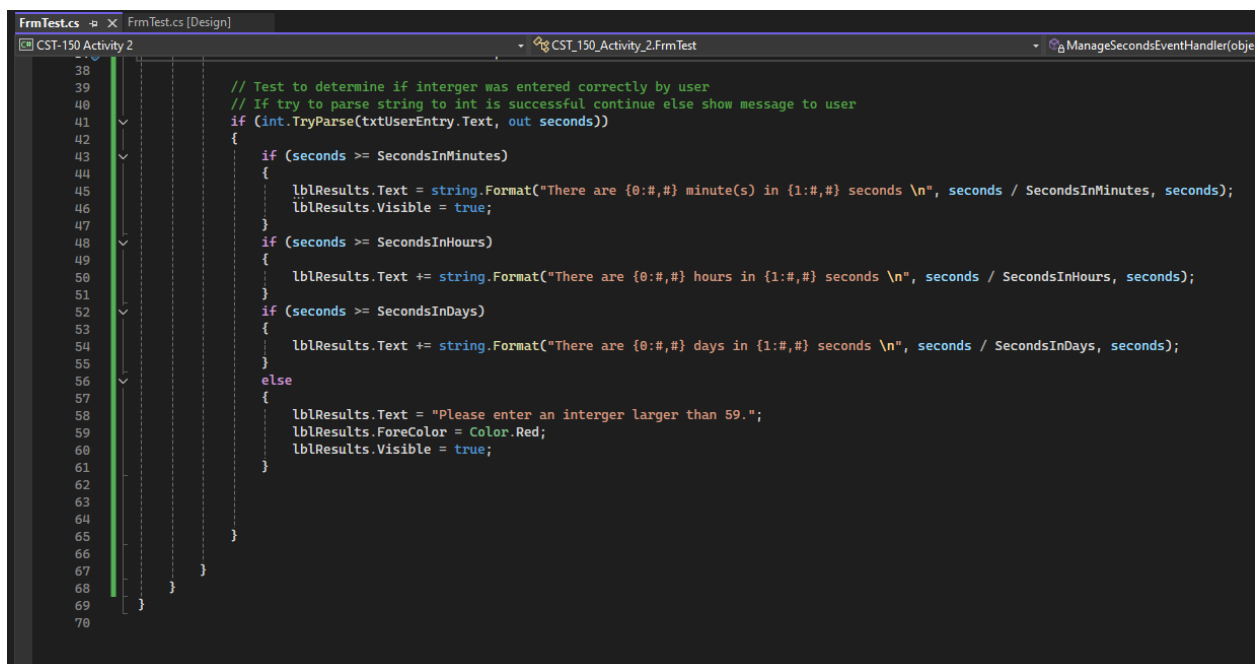 FrmTest.cs FrmTest.cs [Design]
CST-150 Activity 2 CST_150_Activity_2.FrmTest ManageSecondsEventHandler(obje
38
39 // Test to determine if interger was entered correctly by user
40 // If try to parse string to int is successful continue else show message to user
41 if (int.TryParse(txtUserEntry.Text, out seconds))
42 {
43 if (seconds >= SecondsInMinutes)
44 {
45 lblResults.Text = string.Format("There are {0:#,#} minute(s) in {1:#,#} seconds \n", seconds / SecondsInMinutes, seconds);
46 lblResults.Visible = true;
47 }
48 if (seconds >= SecondsInHours)
49 {
50 lblResults.Text += string.Format("There are {0:#,#} hours in {1:#,#} seconds \n", seconds / SecondsInHours, seconds);
51 }
52 if (seconds >= SecondsInDays)
53 {
54 lblResults.Text += string.Format("There are {0:#,#} days in {1:#,#} seconds \n", seconds / SecondsInDays, seconds);
55 }
56 else
57 {
58 lblResults.Text = "Please enter an interger larger than 59.";
59 lblResults.ForeColor = Color.Red;
60 lblResults.Visible = true;
61 }
62
63
64
65 }
66
67 }
68 }
69 }
70